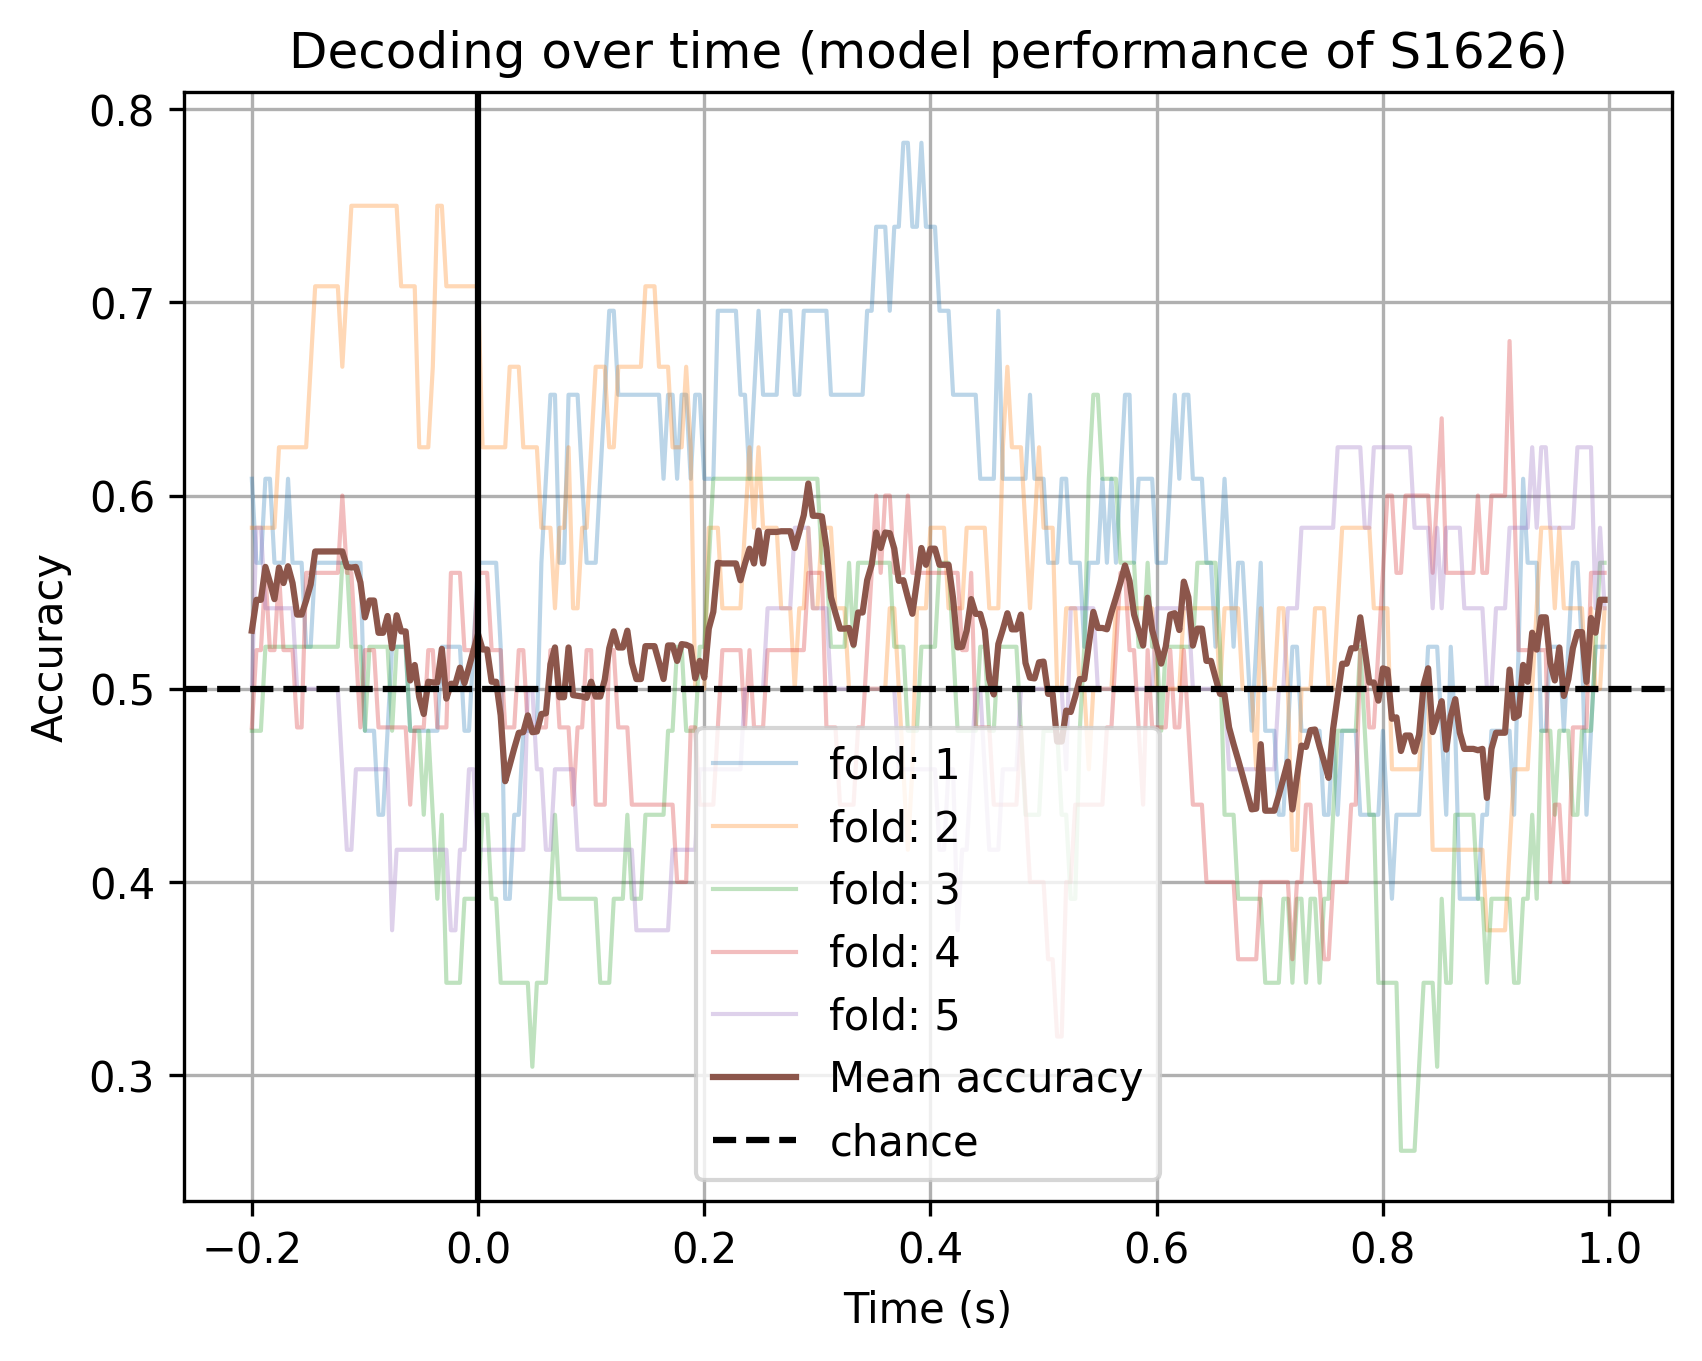 Decoding over time (model performance of S1626)
0.8
0.7
0.6
0.5
0.4
0.3
Accuracy
fold: 1
fold: 2
fold: 3
fold: 4
fold: 5
Mean accuracy
chance
−0.2 0.0 0.2 0.4 0.6 0.8 1.0
Time (s)